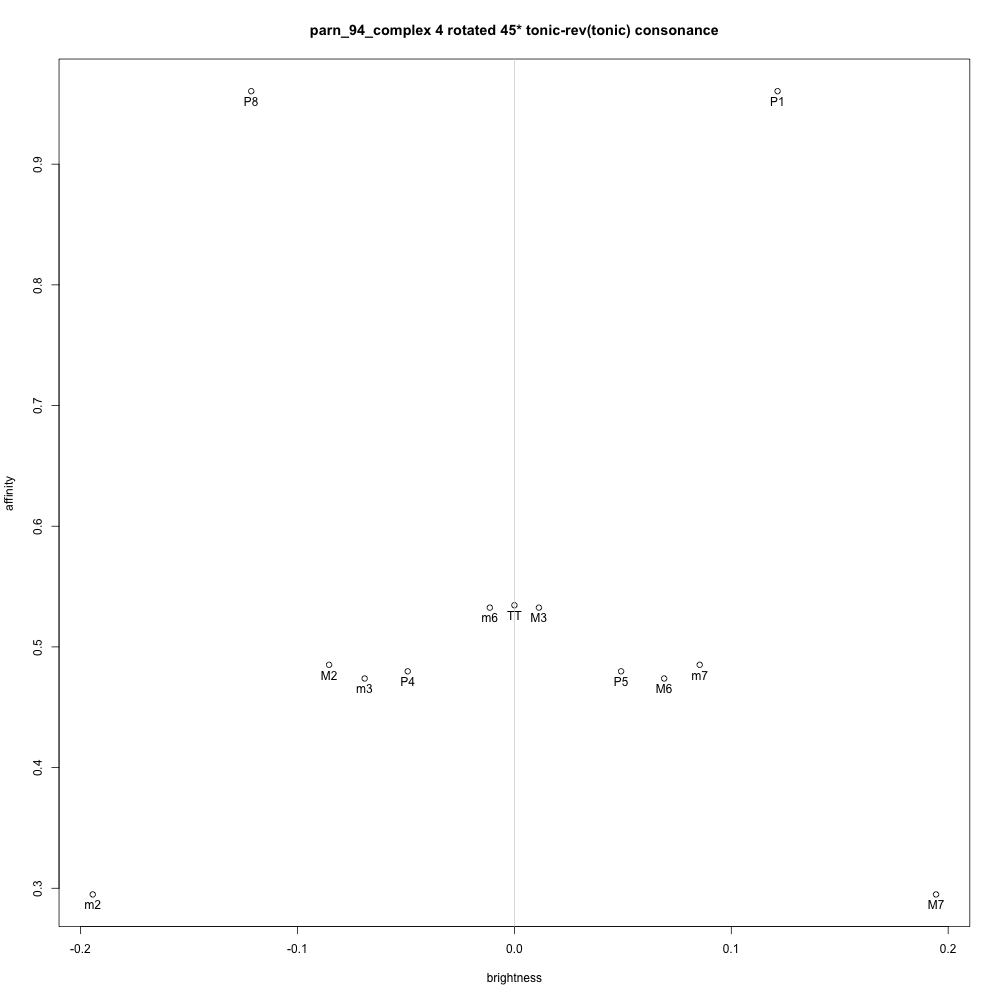 parn_94_complex 4 rotated 45* tonic-rev(tonic) consonance
P8
P1
0.9
0.8
0.7
affinity
0.6
m6
TT
M3
0.5
M2
m3
P4
P5
M6
m7
0.4
0.3
m2
M7
-0.2
-0.1
0.0
0.1
0.2
brightness